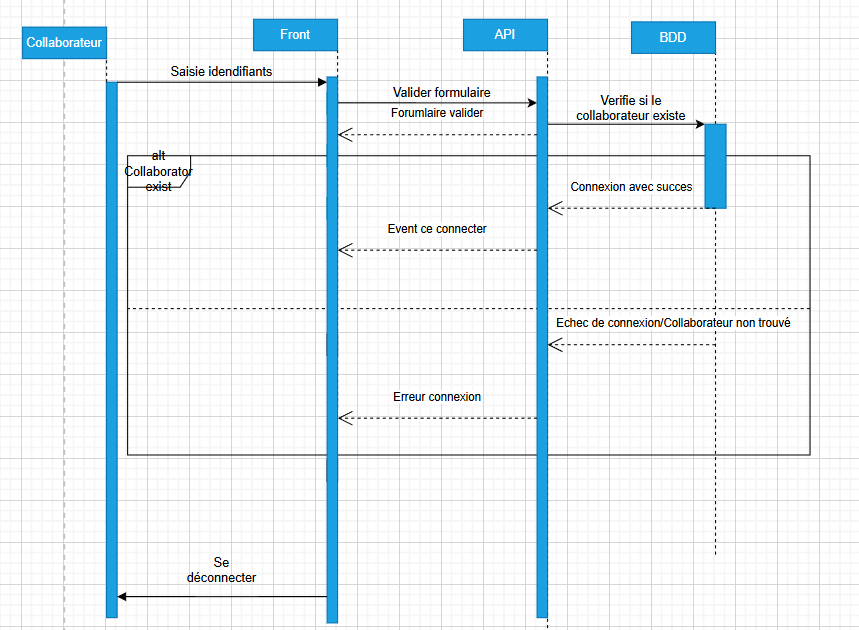 Collaborateur
Front
API
BDD
Saisie idendifiants
Valider formulaire
Forumlaire valider
Verifie si le
collaborateur existe
alt
Collaborator
exist
Connexion avec succes
Event ce connecter
Echec de connexion/Collaborateur non trouvé
Erreur connexion
Se
déconnecter